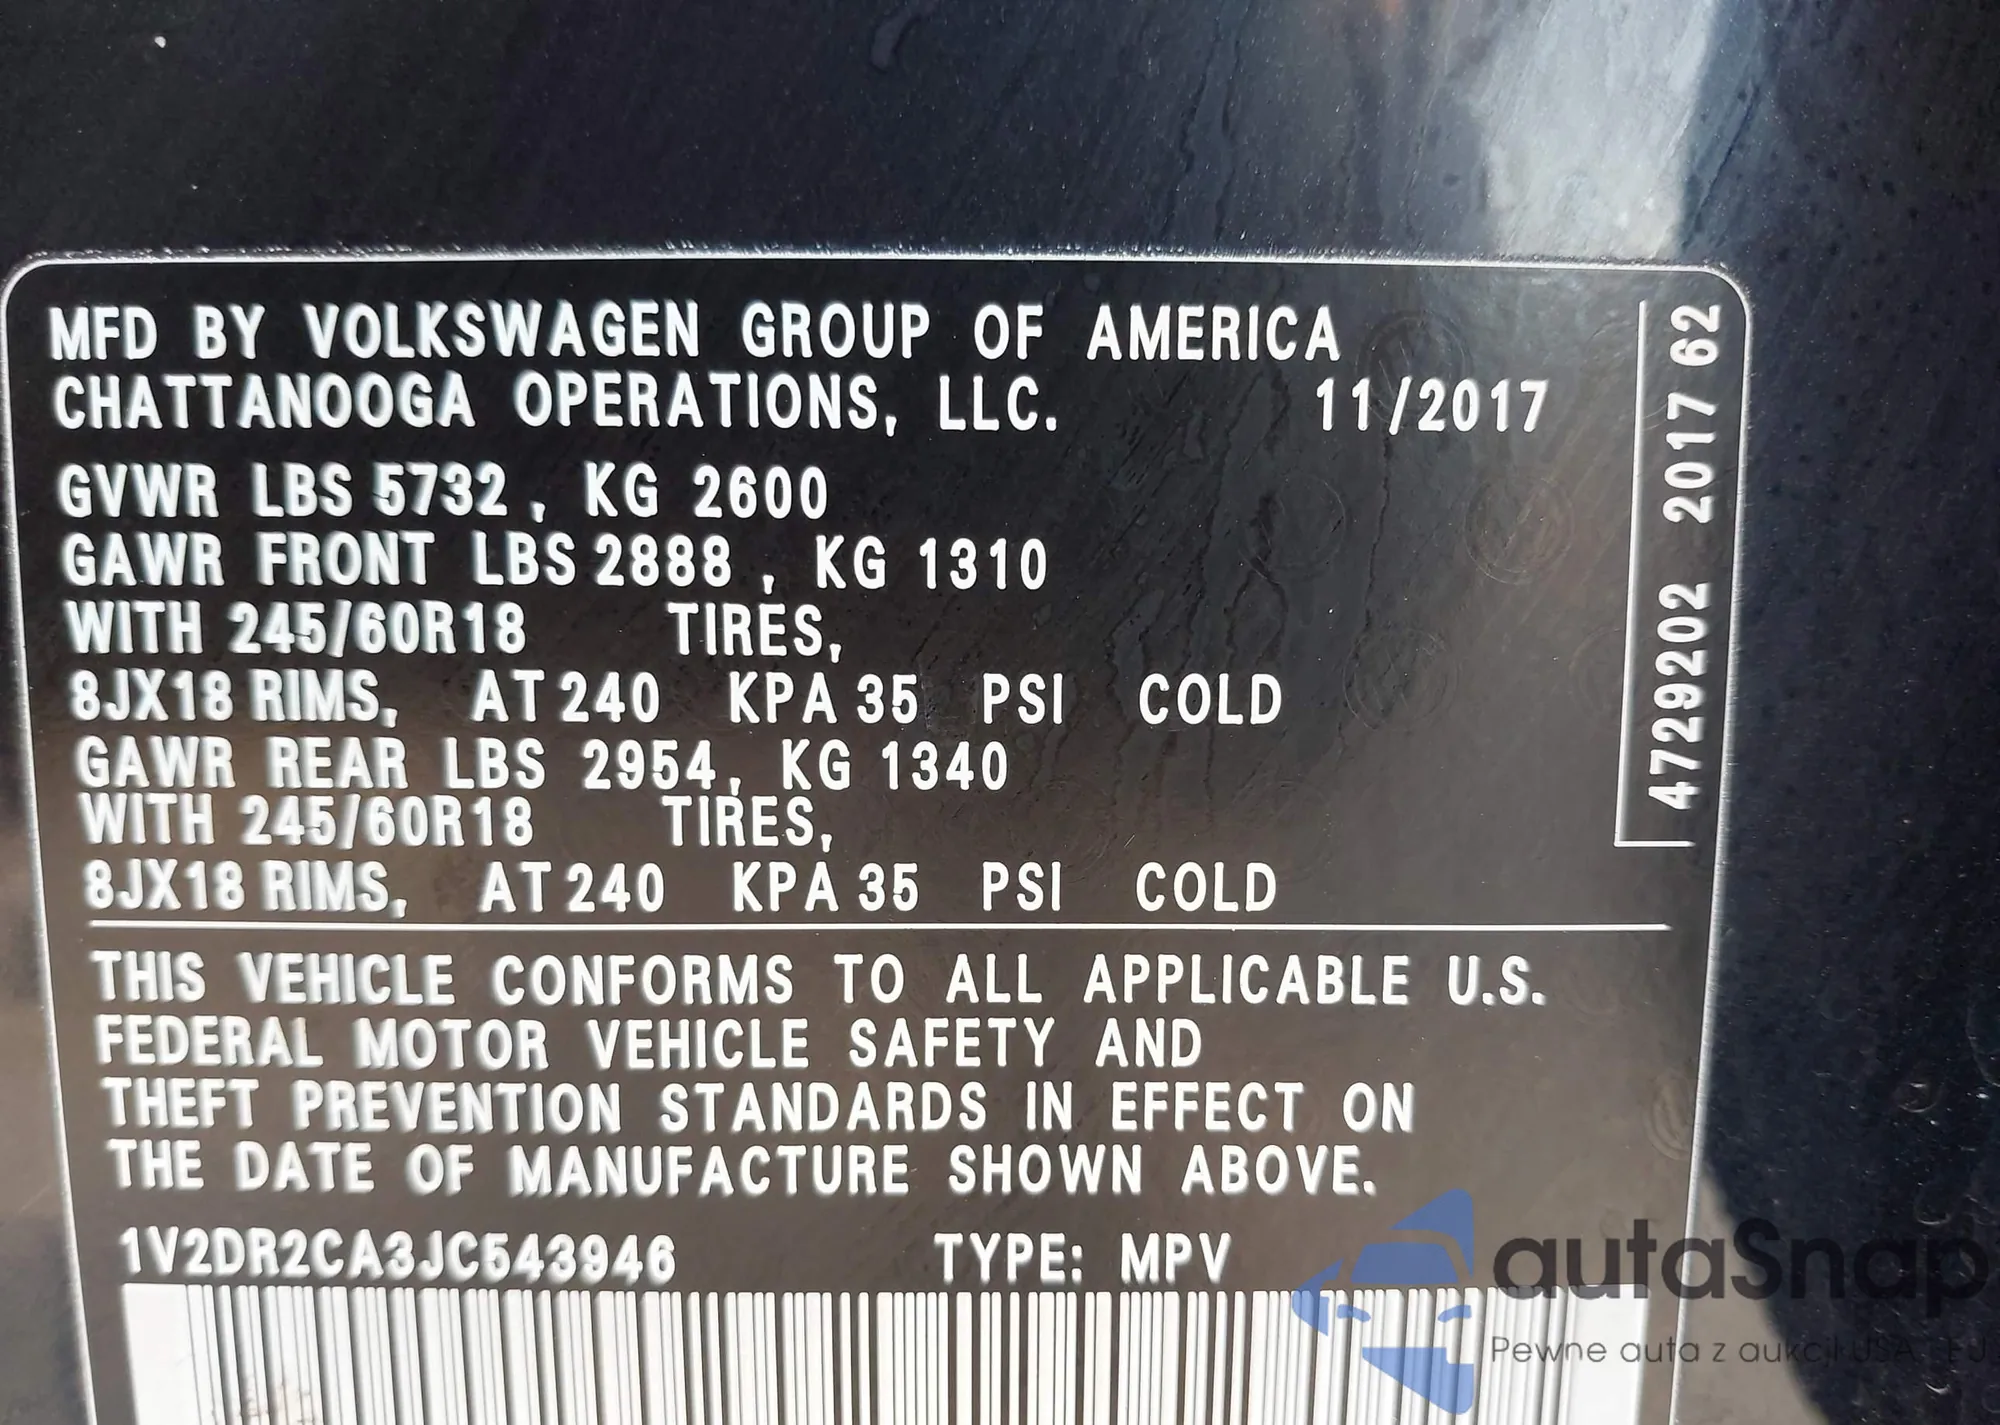 MFD BY VOLKSWAGEN GROUP OF AMERICA
CHATTANOOGA OPERATIONS, LLC. 11/2017
GVWR LBS 5732, KG 2600
GAWR FRONT LBS 2888, KG 1310
WITH 245/60R18 TIRES,
8JX18 RIMS, AT 240 KPA 35 PSI COLD
GAWR REAR LBS 2954, KG 1340
WITH 245/60R18 TIRES,
8JX18 RIMS, AT 240 KPA 35 PSI COLD
4729202 2017 62
THIS VEHICLE CONFORMS TO ALL APPLICABLE U.S.
FEDERAL MOTOR VEHICLE SAFETY AND
THEFT PREVENTION STANDARDS IN EFFECT ON
THE DATE OF MANUFACTURE SHOWN ABOVE.
1V2DR2CA3JC543946 TYPE: MPV
autaSnap
Pewne auta z aukcji USA i EU